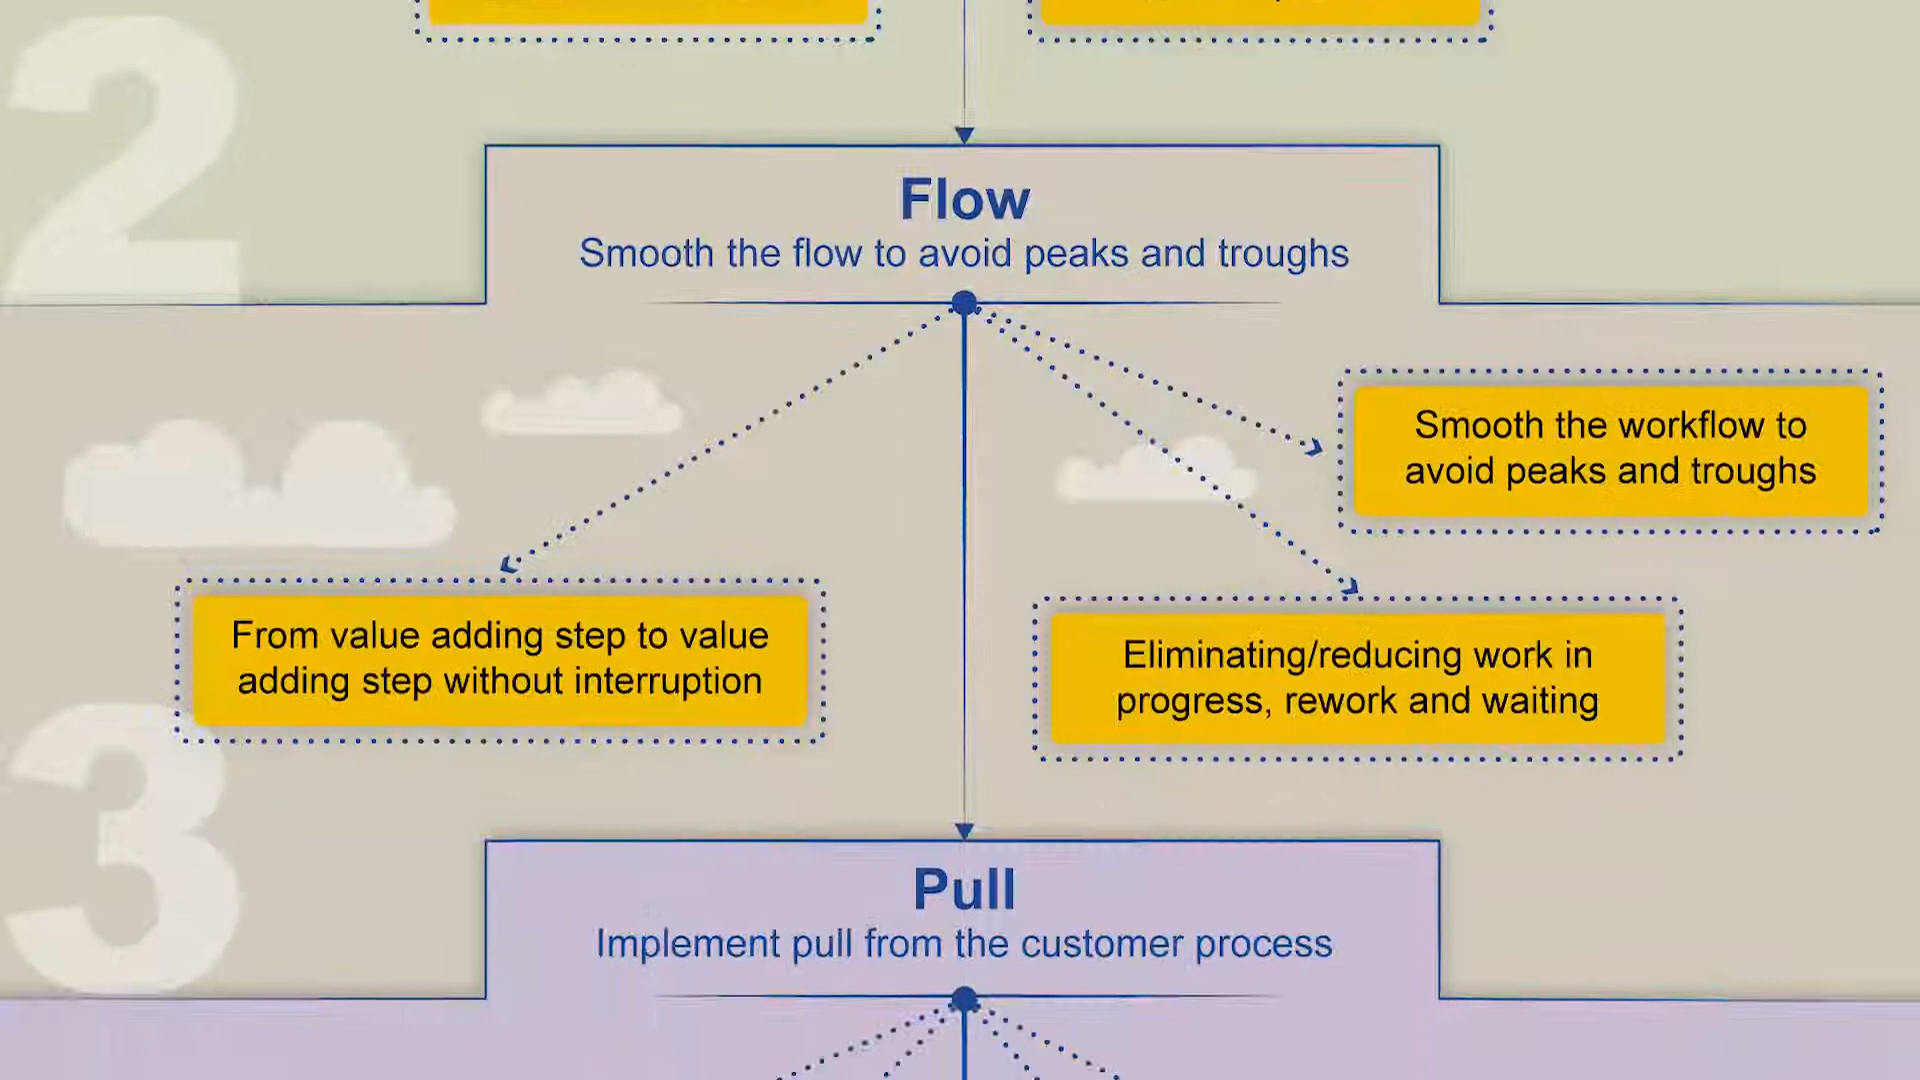 2
Flow
Smooth the flow to avoid peaks and troughs
Smooth the workflow to
avoid peaks and troughs
From value adding step to value
adding step without interruption
Eliminating/reducing work in
progress, rework and waiting
3
Pull
Implement pull from the customer process